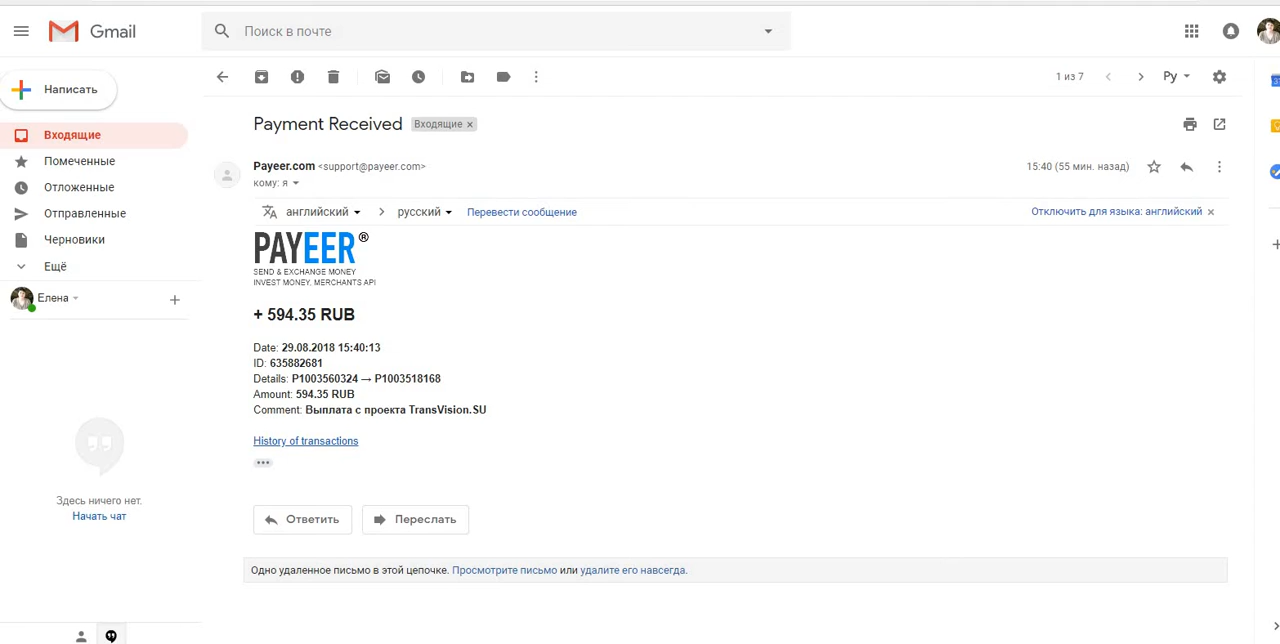 Gmail
Поиск в почте
Написать
1 из 7
Ру
Входящие
Помеченные
Отложенные
Отправленные
Черновики
Ещё
Елена
Здесь ничего нет.
Начать чат
Payment Received Входящие ×
Payeer.com <support@payeer.com>
15:40 (55 мин. назад)
кому: я
английский > русский Перевести сообщение
Отключить для языка: английский ×
PAYEER®
SEND & EXCHANGE MONEY
INVEST MONEY, MERCHANTS API
+ 594.35 RUB
Date: 29.08.2018 15:40:13
ID: 635882681
Details: P1003560324 → P1003518168
Amount: 594.35 RUB
Comment: Выплата с проекта TransVision.SU
History of transactions
Ответить
Переслать
Одно удаленное письмо в этой цепочке. Просмотрите письмо или удалите его навсегда.